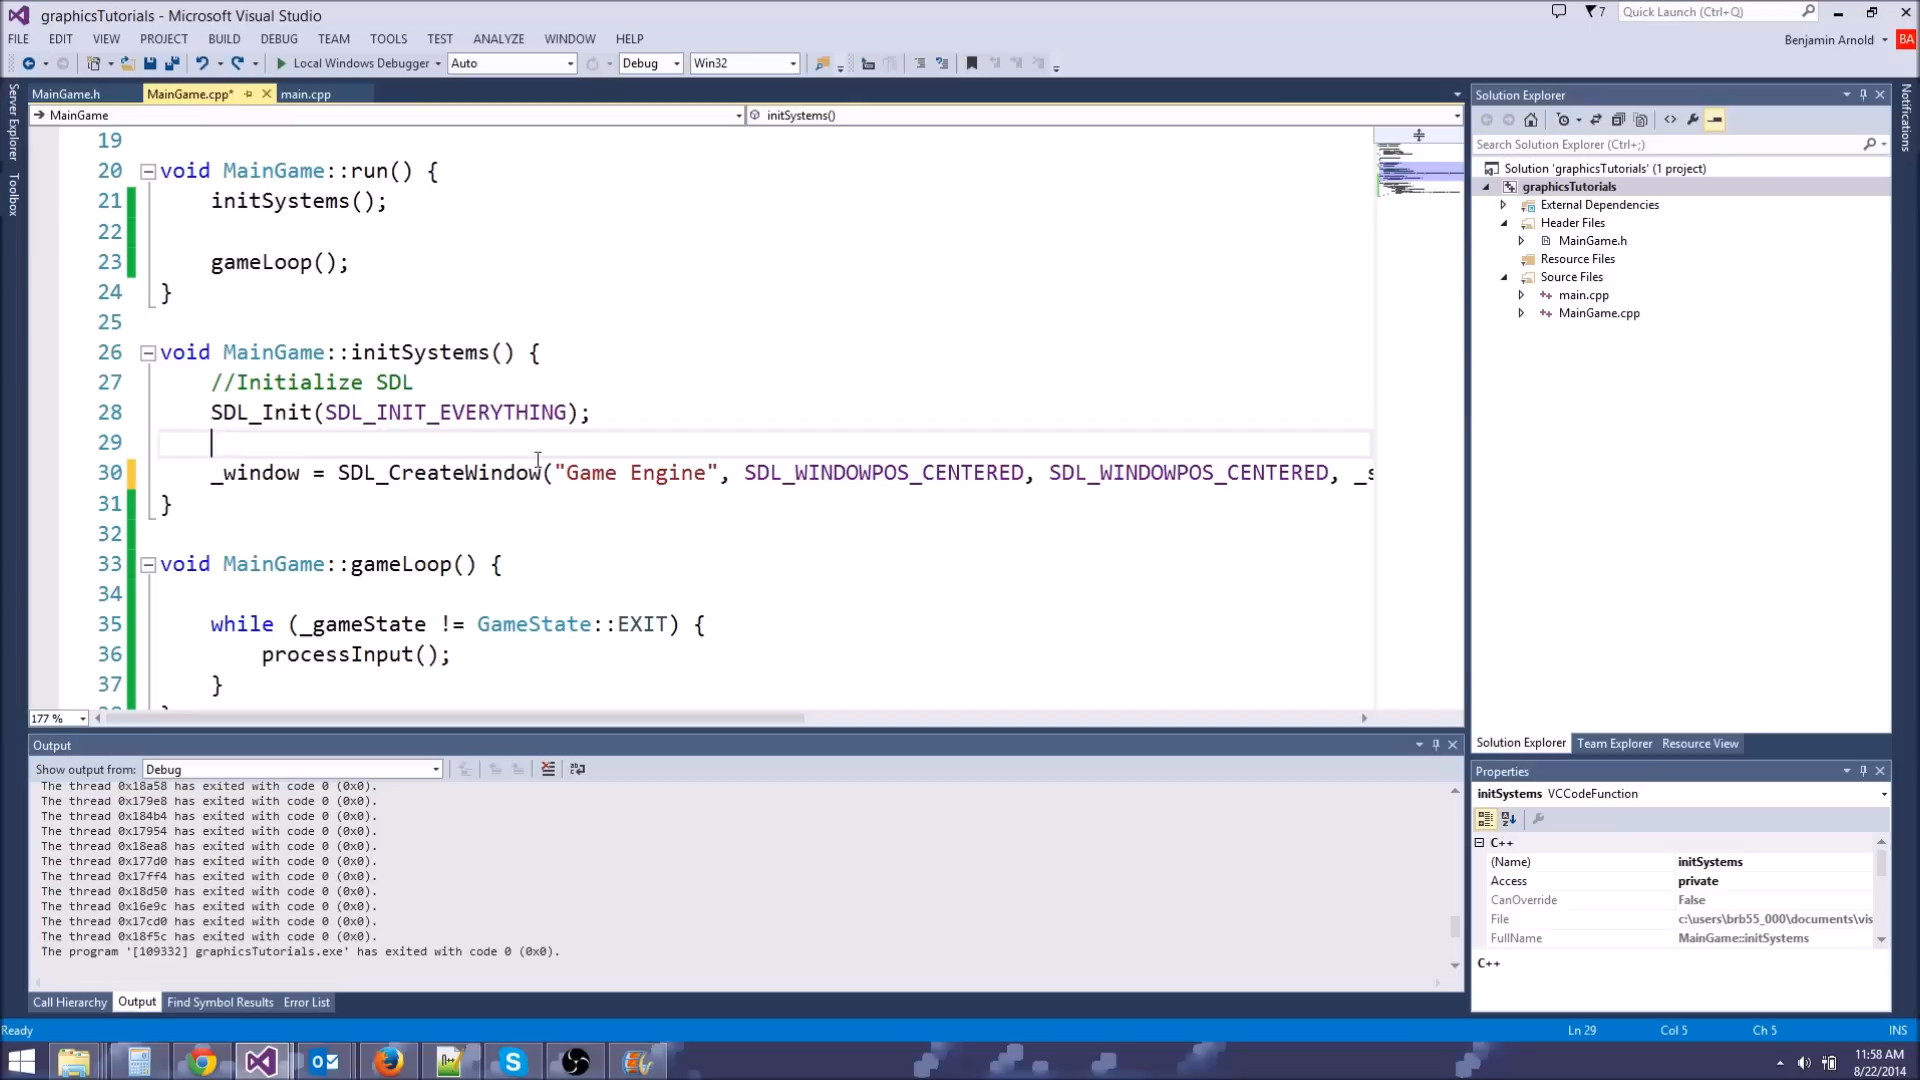 graphicsTutorials - Microsoft Visual Studio
7
Quick Launch (Ctrl+Q)
FILE EDIT VIEW PROJECT BUILD DEBUG TEAM TOOLS TEST ANALYZE WINDOW HELP
Benjamin Arnold BA
Local Windows Debugger Auto Debug Win32
Server Explorer
Toolbox
Notifications
MainGame.h MainGame.cpp* main.cpp
MainGame initSystems()
19
20 void MainGame::run() {
21 initSystems();
22
23 gameLoop();
24 }
25
26 void MainGame::initSystems() {
27 //Initialize SDL
28 SDL_Init(SDL_INIT_EVERYTHING);
29
30 _window = SDL_CreateWindow("Game Engine", SDL_WINDOWPOS_CENTERED, SDL_WINDOWPOS_CENTERED, _s
31 }
32
33 void MainGame::gameLoop() {
34
35 while (_gameState != GameState::EXIT) {
36 processInput();
37 }
177 %
Output
Show output from: Debug
The thread 0x18a58 has exited with code 0 (0x0).
The thread 0x179e8 has exited with code 0 (0x0).
The thread 0x184b4 has exited with code 0 (0x0).
The thread 0x17954 has exited with code 0 (0x0).
The thread 0x18ea8 has exited with code 0 (0x0).
The thread 0x177d0 has exited with code 0 (0x0).
The thread 0x17ff4 has exited with code 0 (0x0).
The thread 0x18d50 has exited with code 0 (0x0).
The thread 0x16e9c has exited with code 0 (0x0).
The thread 0x17cd0 has exited with code 0 (0x0).
The thread 0x18f5c has exited with code 0 (0x0).
The program '[109332] graphicsTutorials.exe' has exited with code 0 (0x0).
Call Hierarchy Output Find Symbol Results Error List
Solution Explorer
Search Solution Explorer (Ctrl+;)
Solution 'graphicsTutorials' (1 project)
graphicsTutorials
External Dependencies
Header Files
MainGame.h
Resource Files
Source Files
main.cpp
MainGame.cpp
Solution Explorer Team Explorer Resource View
Properties
initSystems VCCodeFunction
C++
(Name) initSystems
Access private
CanOverride False
File c:\users\brb55_000\documents\vis
FullName MainGame::initSystems
C++
Ready Ln 29 Col 5 Ch 5 INS
11:58 AM
8/22/2014